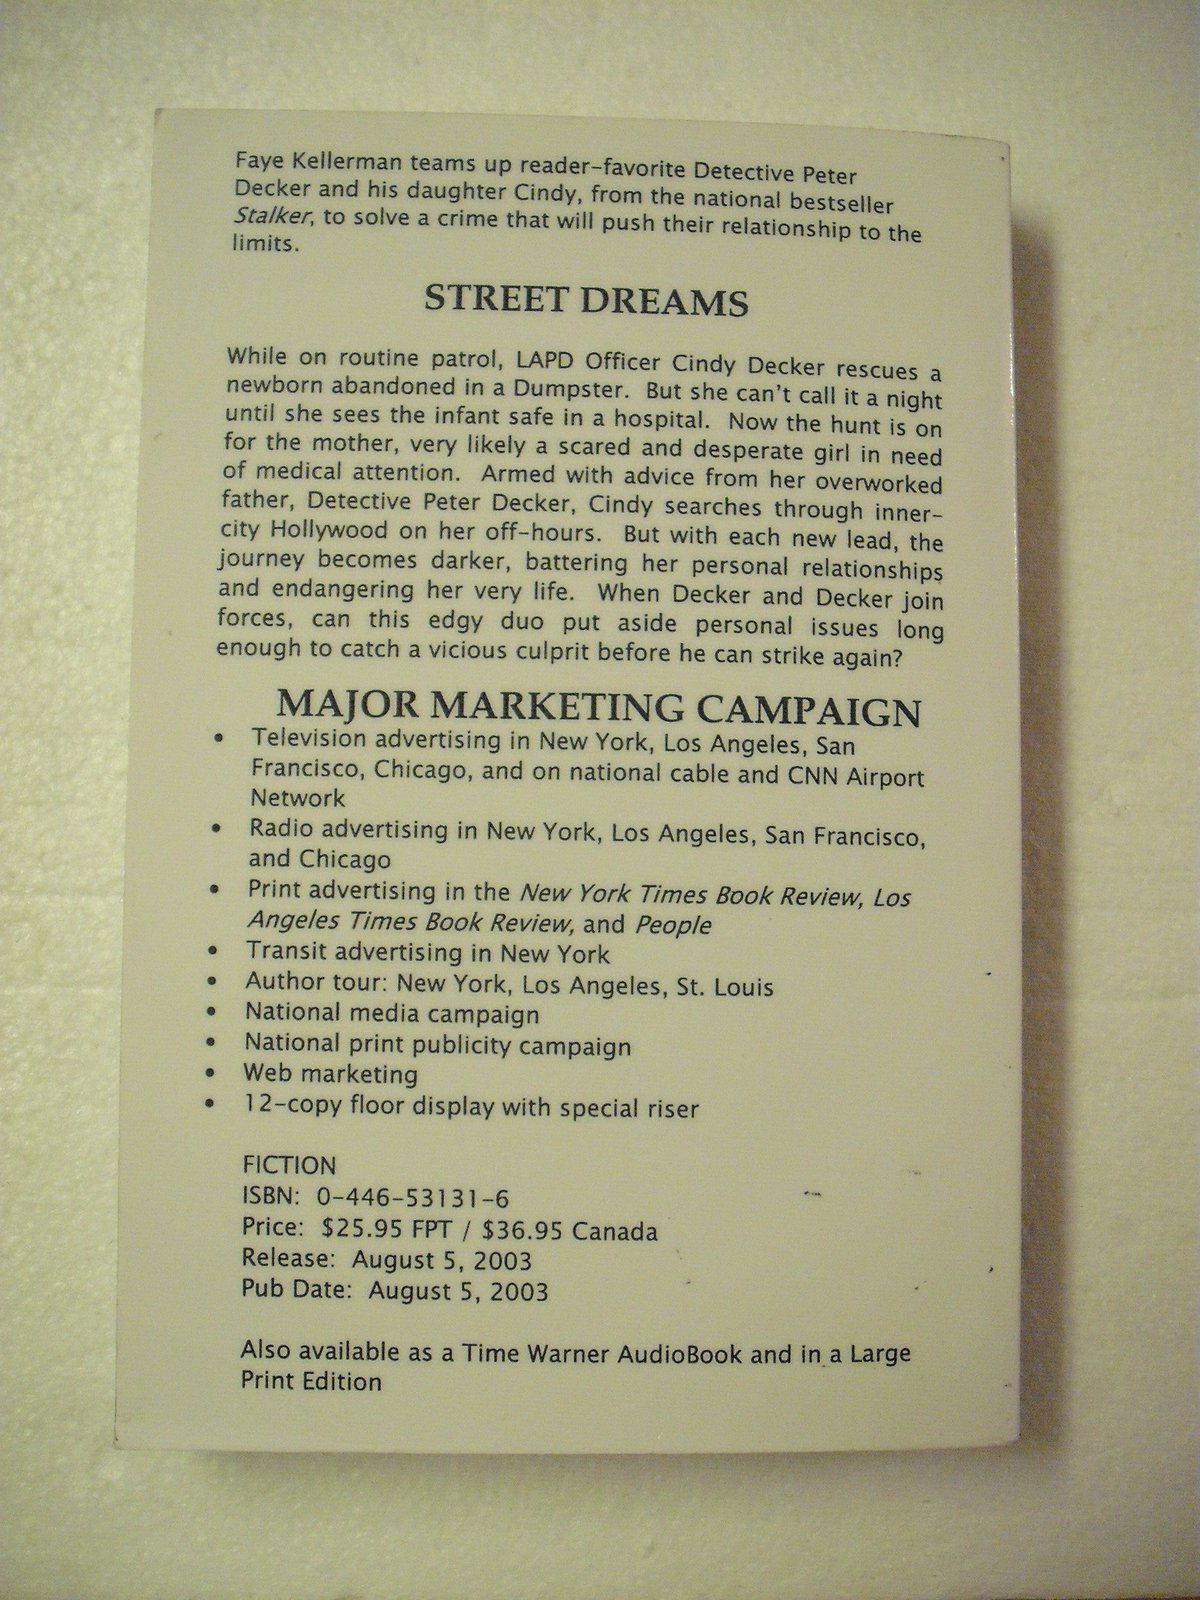 Faye Kellerman teams up reader-favorite Detective Peter
Decker and his daughter Cindy, from the national bestseller
Stalker, to solve a crime that will push their relationship to the
limits.
STREET DREAMS
While on routine patrol, LAPD Officer Cindy Decker rescues a
newborn abandoned in a Dumpster. But she can't call it a night
until she sees the infant safe in a hospital. Now the hunt is on
for the mother, very likely a scared and desperate girl in need
of medical attention. Armed with advice from her overworked
father, Detective Peter Decker, Cindy searches through inner-
city Hollywood on her off-hours. But with each new lead, the
journey becomes darker, battering her personal relationships
and endangering her very life. When Decker and Decker join
forces, can this edgy duo put aside personal issues long
enough to catch a vicious culprit before he can strike again?
MAJOR MARKETING CAMPAIGN
• Television advertising in New York, Los Angeles, San
Francisco, Chicago, and on national cable and CNN Airport
Network
• Radio advertising in New York, Los Angeles, San Francisco,
and Chicago
• Print advertising in the New York Times Book Review, Los
Angeles Times Book Review, and People
• Transit advertising in New York
• Author tour: New York, Los Angeles, St. Louis
• National media campaign
• National print publicity campaign
• Web marketing
• 12-copy floor display with special riser
FICTION
ISBN: 0-446-53131-6
Price: $25.95 FPT / $36.95 Canada
Release: August 5, 2003
Pub Date: August 5, 2003
Also available as a Time Warner AudioBook and in a Large
Print Edition